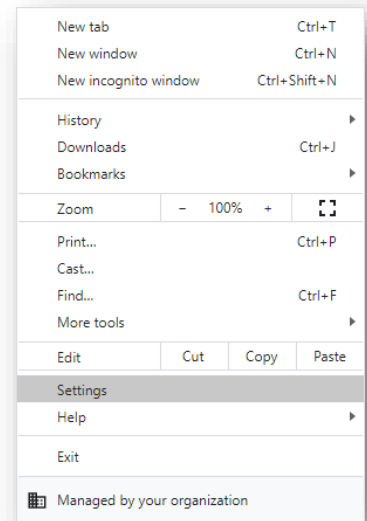 New tab Ctrl+T
New window Ctrl+N
New incognito window Ctrl+Shift+N
History
Downloads Ctrl+J
Bookmarks
Zoom - 100% +
Print... Ctrl+P
Cast...
Find... Ctrl+F
More tools
Edit Cut Copy Paste
Settings
Help
Exit
Managed by your organization